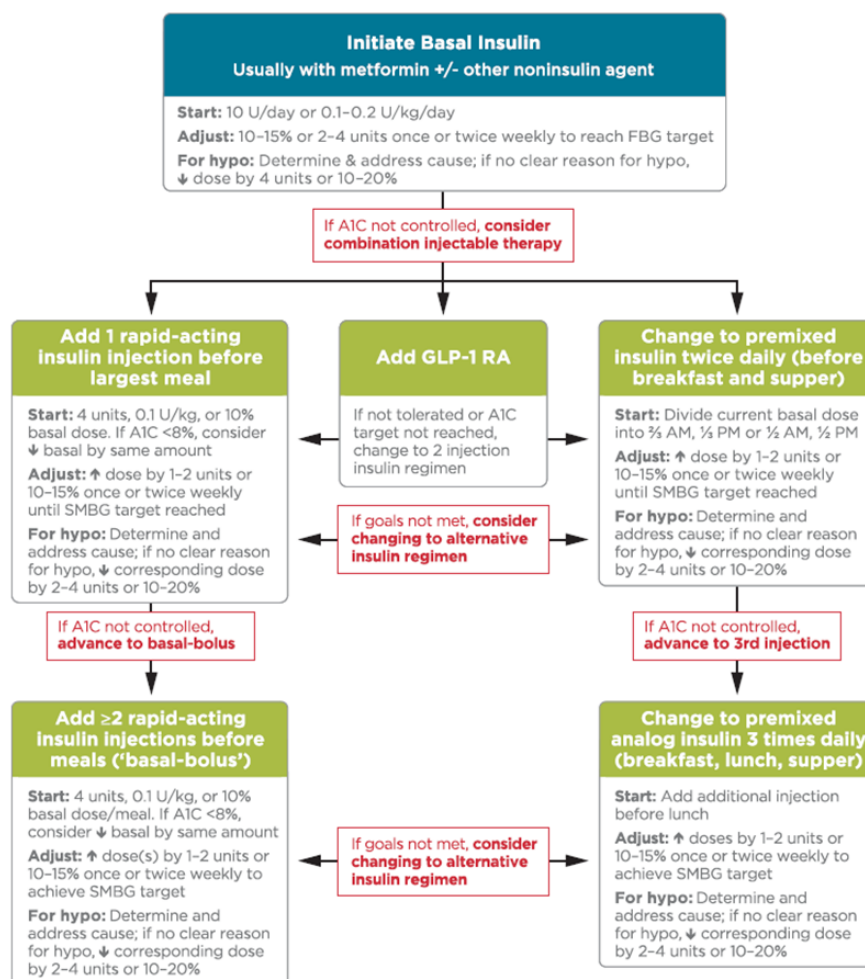 Initiate Basal Insulin
Usually with metformin +/- other noninsulin agent
Start: 10 U/day or 0.1–0.2 U/kg/day
Adjust: 10–15% or 2–4 units once or twice weekly to reach FBG target
For hypo: Determine & address cause; if no clear reason for hypo,
↓ dose by 4 units or 10–20%
If A1C not controlled, consider
combination injectable therapy
Add 1 rapid-acting
insulin injection before
largest meal
Start: 4 units, 0.1 U/kg, or 10%
basal dose. If A1C <8%, consider
↓ basal by same amount
Adjust: ↑ dose by 1–2 units or
10–15% once or twice weekly
until SMBG target reached
For hypo: Determine and
address cause; if no clear reason
for hypo, ↓ corresponding dose
by 2–4 units or 10–20%
Add GLP-1 RA
If not tolerated or A1C
target not reached,
change to 2 injection
insulin regimen
Change to premixed
insulin twice daily (before
breakfast and supper)
Start: Divide current basal dose
into ⅔ AM, ⅓ PM or ½ AM, ½ PM
Adjust: ↑ dose by 1–2 units or
10–15% once or twice weekly
until SMBG target reached
For hypo: Determine and
address cause; if no clear reason
for hypo, ↓ corresponding dose
by 2–4 units or 10–20%
If goals not met, consider
changing to alternative
insulin regimen
If A1C not controlled,
advance to basal-bolus
If A1C not controlled,
advance to 3rd injection
Add ≥2 rapid-acting
insulin injections before
meals (‘basal-bolus’)
Start: 4 units, 0.1 U/kg, or 10%
basal dose/meal. If A1C <8%,
consider ↓ basal by same amount
Adjust: ↑ dose(s) by 1–2 units or
10–15% once or twice weekly to
achieve SMBG target
For hypo: Determine and
address cause; if no clear reason
for hypo, ↓ corresponding dose
by 2–4 units or 10–20%
If goals not met, consider
changing to alternative
insulin regimen
Change to premixed
analog insulin 3 times daily
(breakfast, lunch, supper)
Start: Add additional injection
before lunch
Adjust: ↑ doses by 1–2 units or
10–15% once or twice weekly to
achieve SMBG target
For hypo: Determine and
address cause; if no clear reason
for hypo, ↓ corresponding dose
by 2–4 units or 10–20%